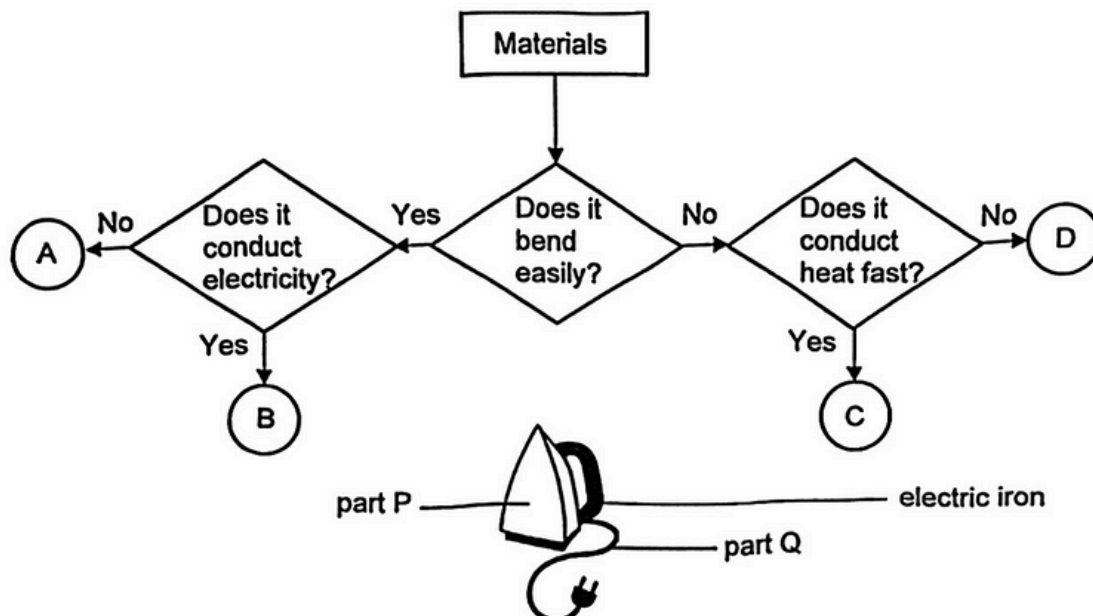 Materials
No
Does it
conduct
electricity?
Yes
Does it
bend
easily?
No
Does it
conduct
heat fast?
No
A
D
Yes
Yes
B
C
part P
electric iron
part Q